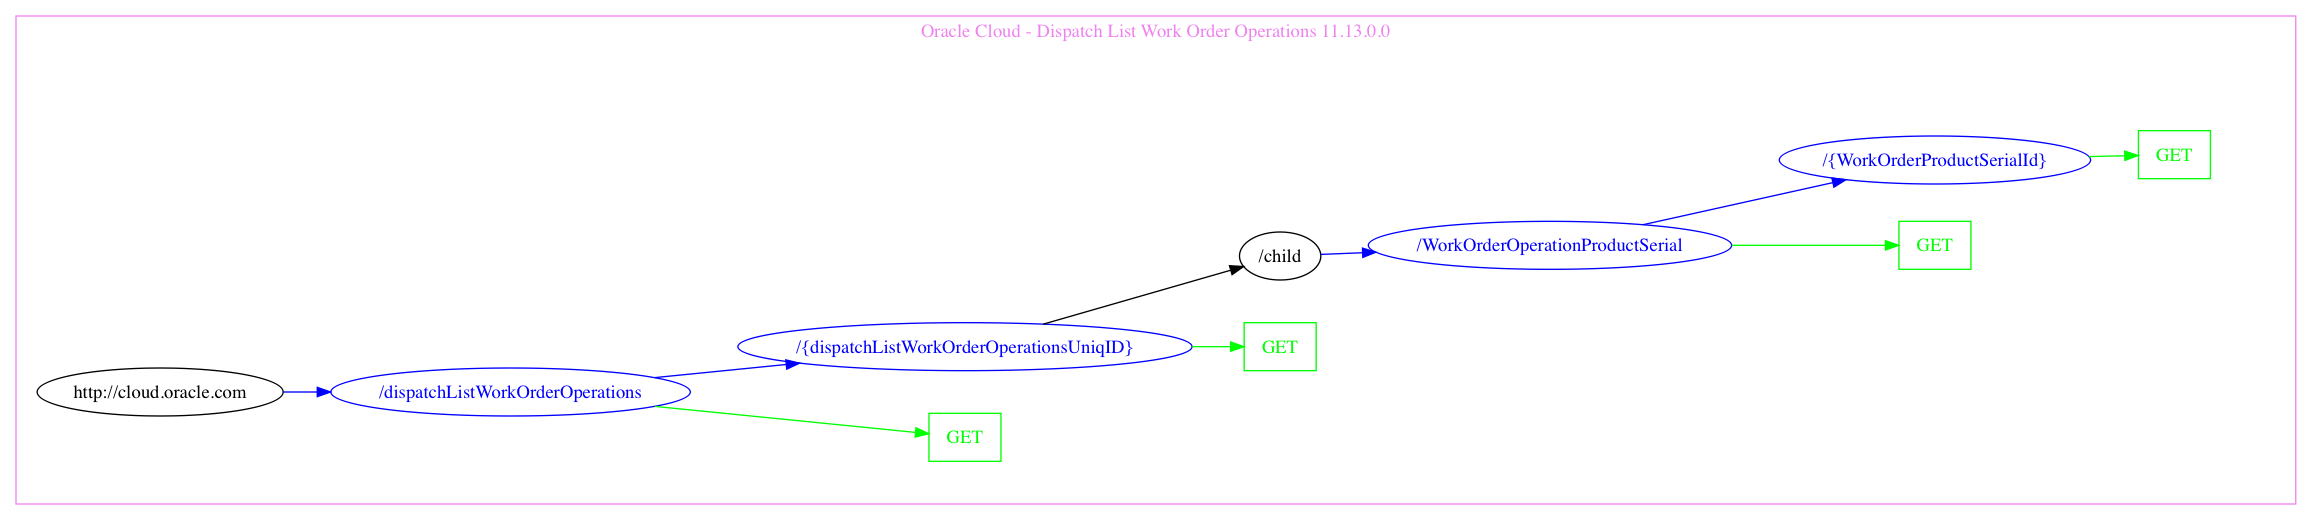 Oracle Cloud - Dispatch List Work Order Operations 11.13.0.0
/{WorkOrderProductSerialId}
GET
/child
/WorkOrderOperationProductSerial
GET
/{dispatchListWorkOrderOperationsUniqID}
GET
http://cloud.oracle.com
/dispatchListWorkOrderOperations
GET